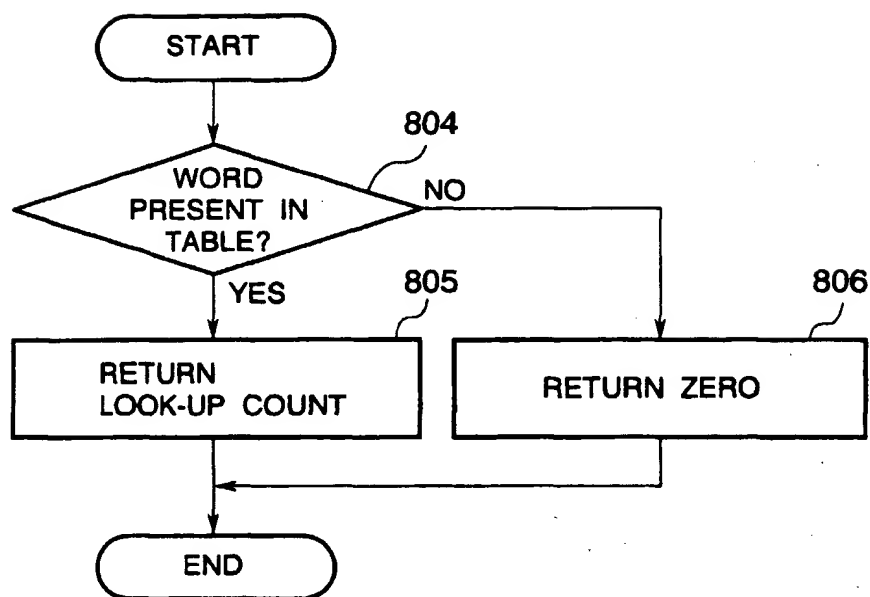 START
804
WORD
PRESENT IN
TABLE?
NO
YES
805
806
RETURN
LOOK-UP COUNT
RETURN ZERO
END